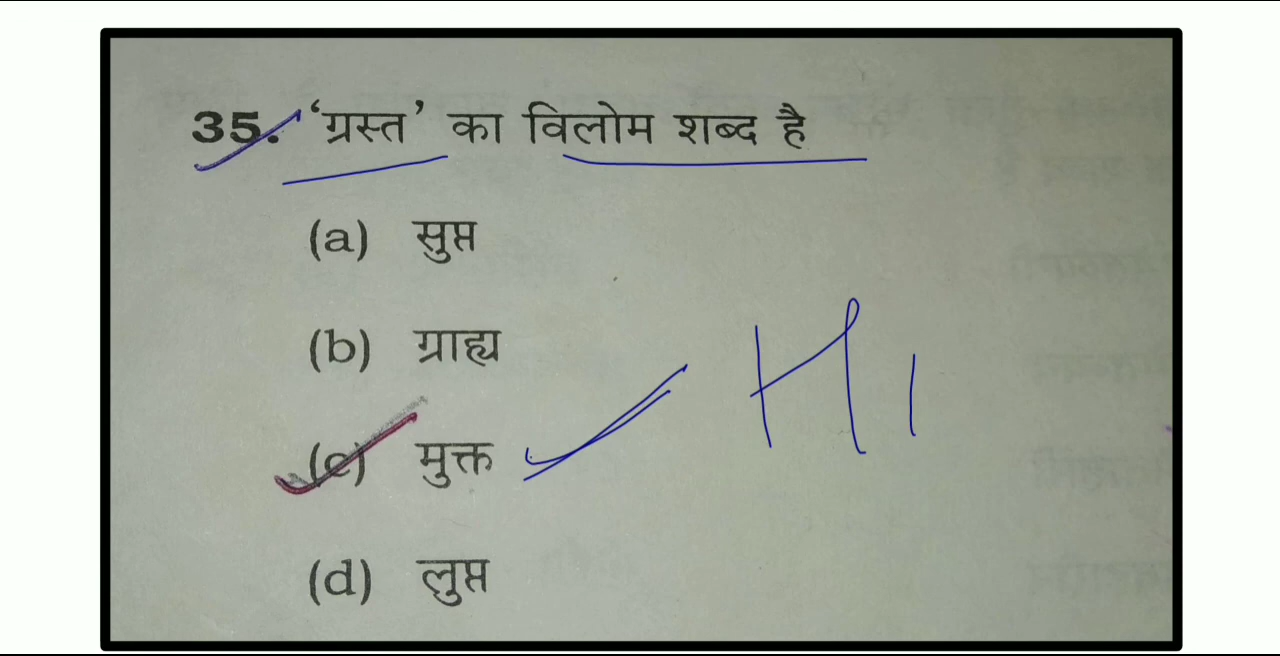 35. 'ग्रस्त' का विलोम शब्द है
(a) सुप्त
(b) ग्राह्य
(c) मुक्त
(d) लुप्त